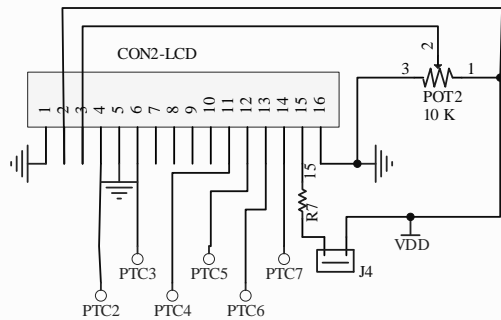 CON2-LCD
2
3
1
POT2
10 K
1 2 3 4 5 6 7 8 9 10 11 12 13 14 15 16
15
R7
VDD
PTC3
PTC5
PTC7
J4
PTC2
PTC4
PTC6